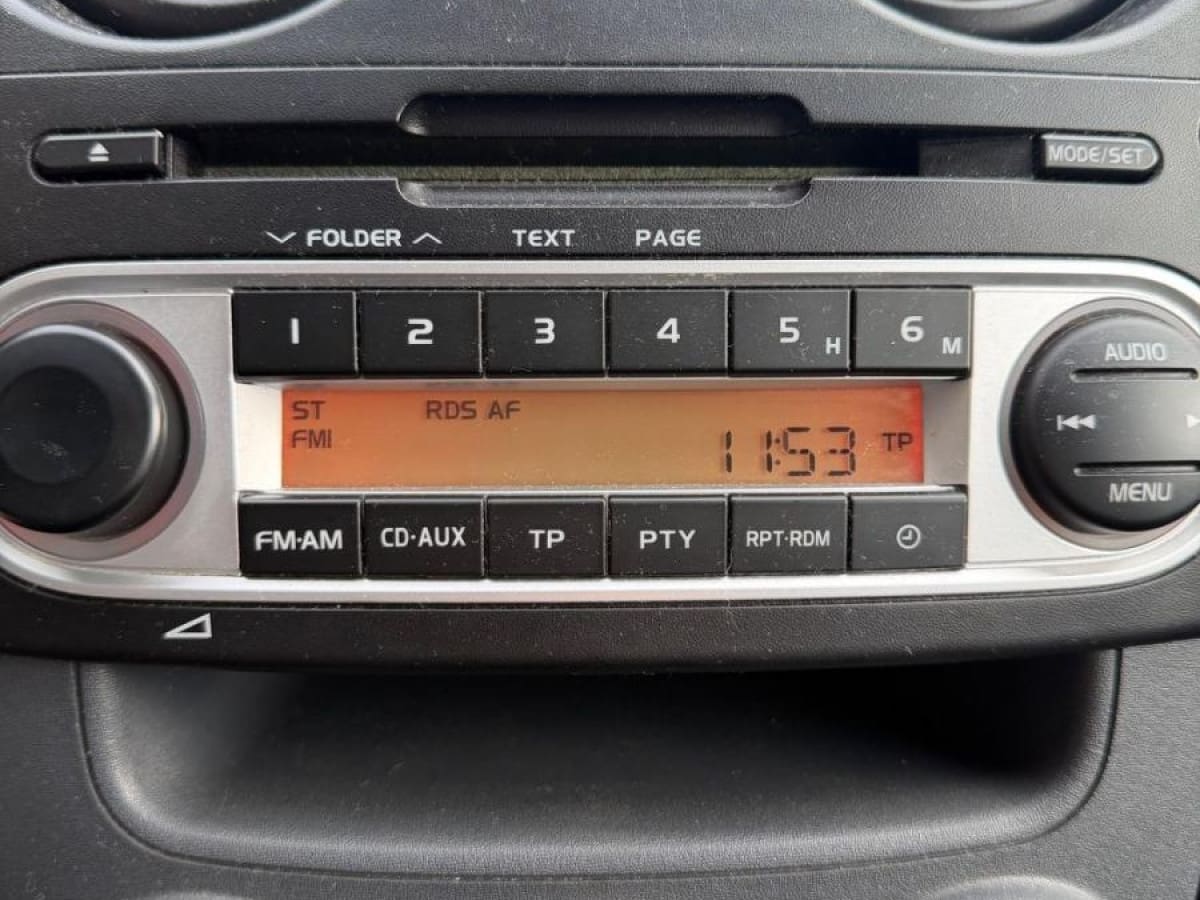 MODE/SET
FOLDER TEXT PAGE
1 2 3 4 5 H 6 M
AUDIO
ST RDS AF
FM1 11:53 TP
MENU
FM·AM CD·AUX TP PTY RPT·RDM